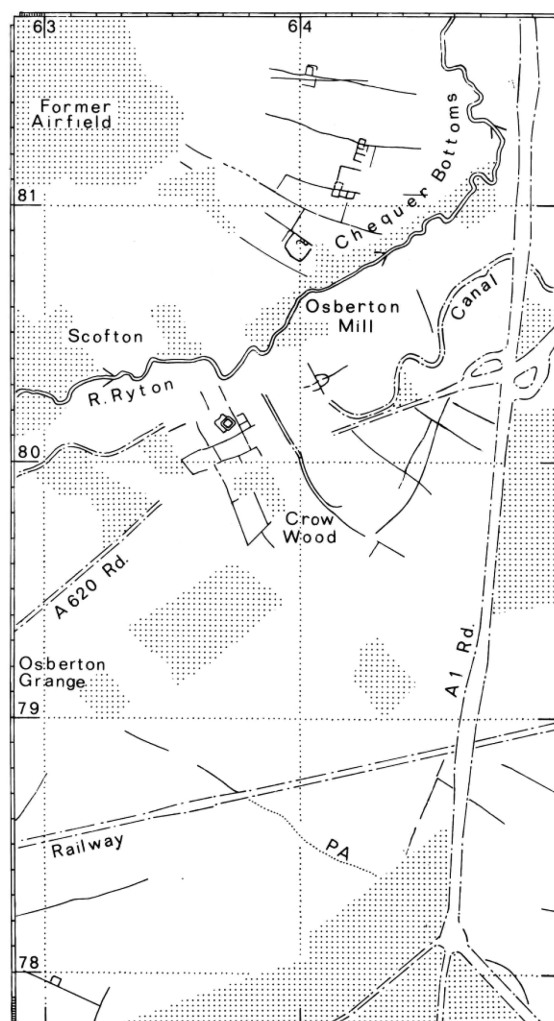 63
64
Former
Airfield
Chequer Bottoms
81
Osberton
Mill
Canal
Scofton
R. Ryton
80
Crow
Wood
A 620 Rd.
A1 Rd.
Osberton
Grange
79
Railway
PA
78